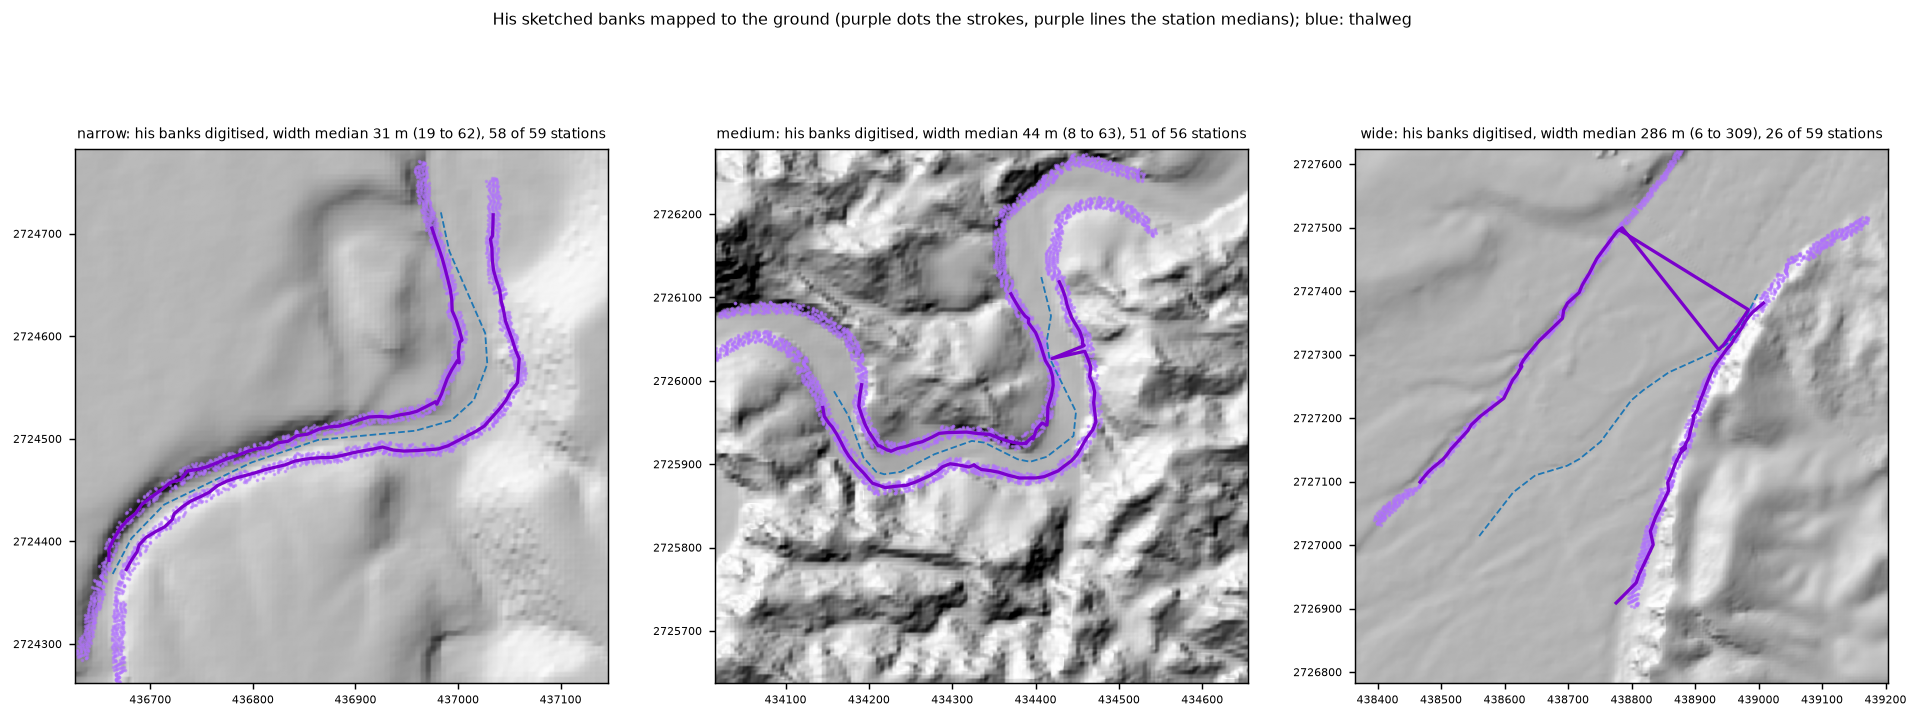 His sketched banks mapped to the ground (purple dots the strokes, purple lines the station medians); blue: thalweg
narrow: his banks digitised, width median 31 m (19 to 62), 58 of 59 stations
2724700
2724600
2724500
2724400
2724300
436700 436800 436900 437000 437100
medium: his banks digitised, width median 44 m (8 to 63), 51 of 56 stations
2726200
2726100
2726000
2725900
2725800
2725700
434100 434200 434300 434400 434500 434600
wide: his banks digitised, width median 286 m (6 to 309), 26 of 59 stations
2727600
2727500
2727400
2727300
2727200
2727100
2727000
2726900
2726800
438400 438500 438600 438700 438800 438900 439000 439100 439200